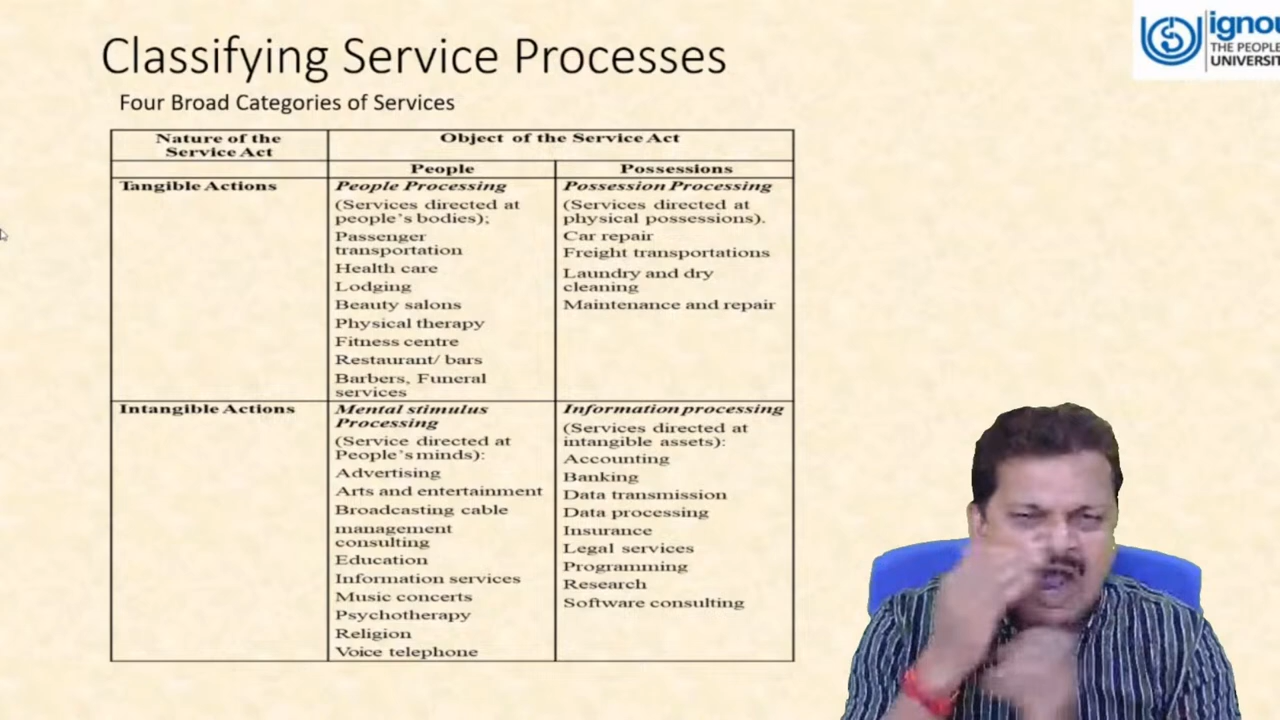 Classifying Service Processes
ignou
THE PEOPLE
UNIVERSIT
Four Broad Categories of Services
Nature of the
Service Act
Object of the Service Act
People
Possessions
Tangible Actions
People Processing
(Services directed at
people's bodies);
Passenger
transportation
Health care
Lodging
Beauty salons
Physical therapy
Fitness centre
Restaurant/ bars
Barbers, Funeral
services
Possession Processing
(Services directed at
physical possessions).
Car repair
Freight transportations
Laundry and dry
cleaning
Maintenance and repair
Intangible Actions
Mental stimulus
Processing
(Service directed at
People's minds):
Advertising
Arts and entertainment
Broadcasting cable
management
consulting
Education
Information services
Music concerts
Psychotherapy
Religion
Voice telephone
Information processing
(Services directed at
intangible assets):
Accounting
Banking
Data transmission
Data processing
Insurance
Legal services
Programming
Research
Software consulting